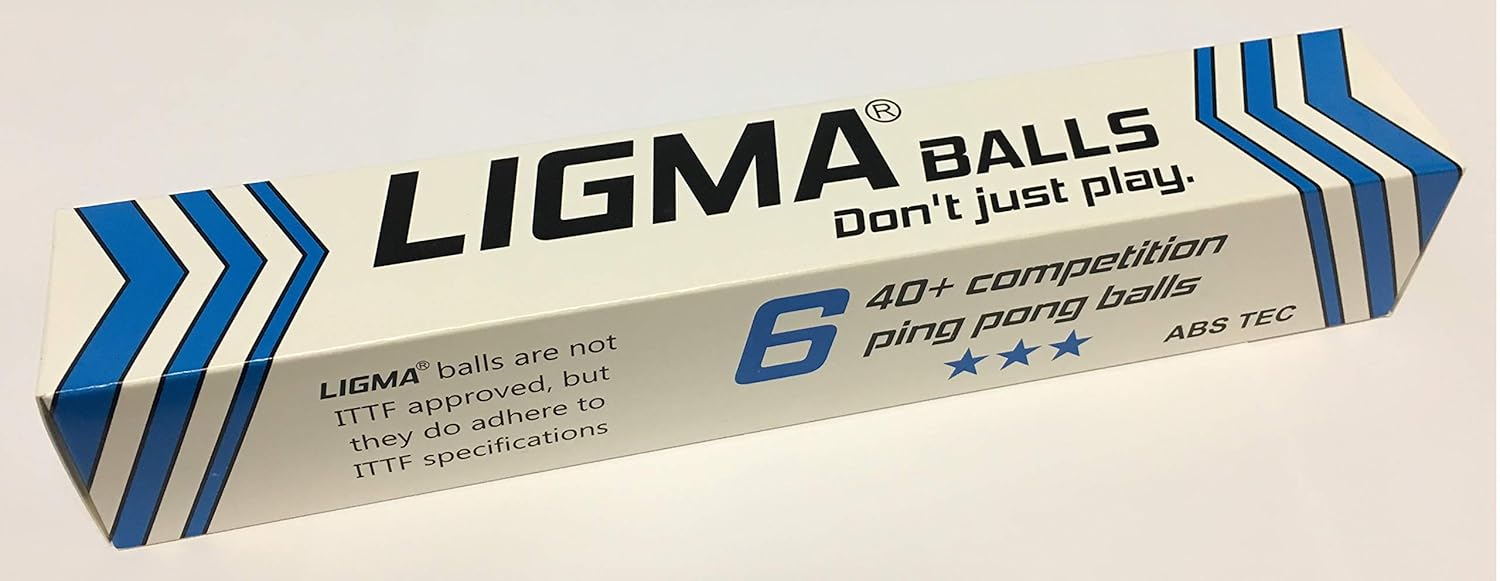 LIGMA® BALLS
Don't just play.
LIGMA® balls are not
ITTF approved, but
they do adhere to
ITTF specifications
6
40+ competition
ping pong balls
ABS TEC